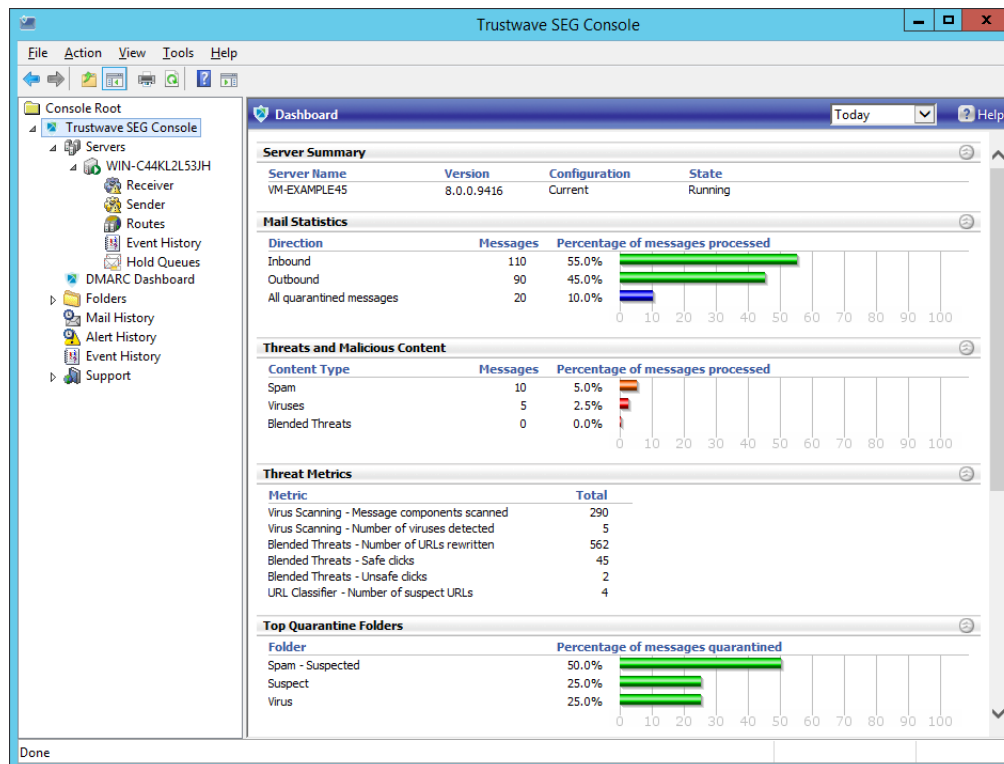 Trustwave SEG Console
File Action View Tools Help
Console Root
Trustwave SEG Console
Servers
WIN-C44KL2L53JH
Receiver
Sender
Routes
Event History
Hold Queues
DMARC Dashboard
Folders
Mail History
Alert History
Event History
Support
Dashboard Today Help
Server Summary
Server Name Version Configuration State
VM-EXAMPLE45 8.0.0.9416 Current Running
Mail Statistics
Direction Messages Percentage of messages processed
Inbound 110 55.0%
Outbound 90 45.0%
All quarantined messages 20 10.0%
0 10 20 30 40 50 60 70 80 90 100
Threats and Malicious Content
Content Type Messages Percentage of messages processed
Spam 10 5.0%
Viruses 5 2.5%
Blended Threats 0 0.0%
0 10 20 30 40 50 60 70 80 90 100
Threat Metrics
Metric Total
Virus Scanning - Message components scanned 290
Virus Scanning - Number of viruses detected 5
Blended Threats - Number of URLs rewritten 562
Blended Threats - Safe clicks 45
Blended Threats - Unsafe clicks 2
URL Classifier - Number of suspect URLs 4
Top Quarantine Folders
Folder Percentage of messages quarantined
Spam - Suspected 50.0%
Suspect 25.0%
Virus 25.0%
0 10 20 30 40 50 60 70 80 90 100
Done